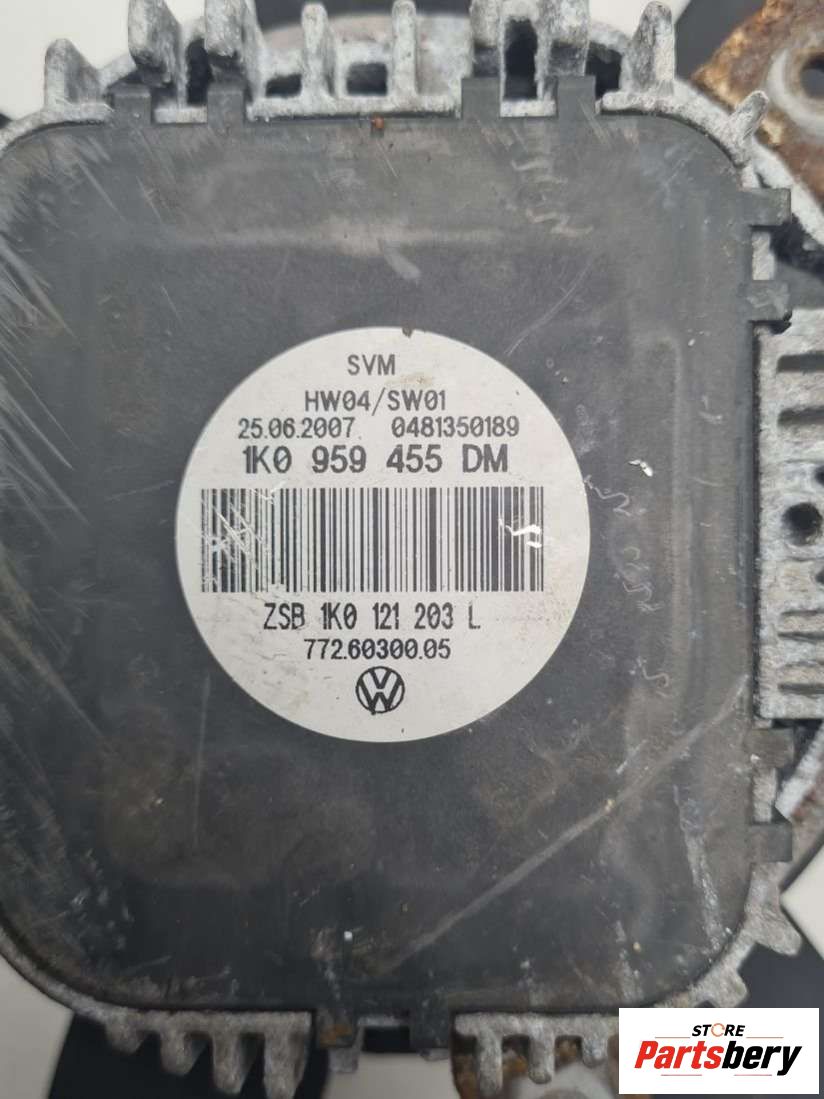 SVM
HW04/SW01
25.06.2007 0481350189
1K0 959 455 DM
ZSB 1K0 121 203 L
772.60300.05
VW
STORE
Partsbery